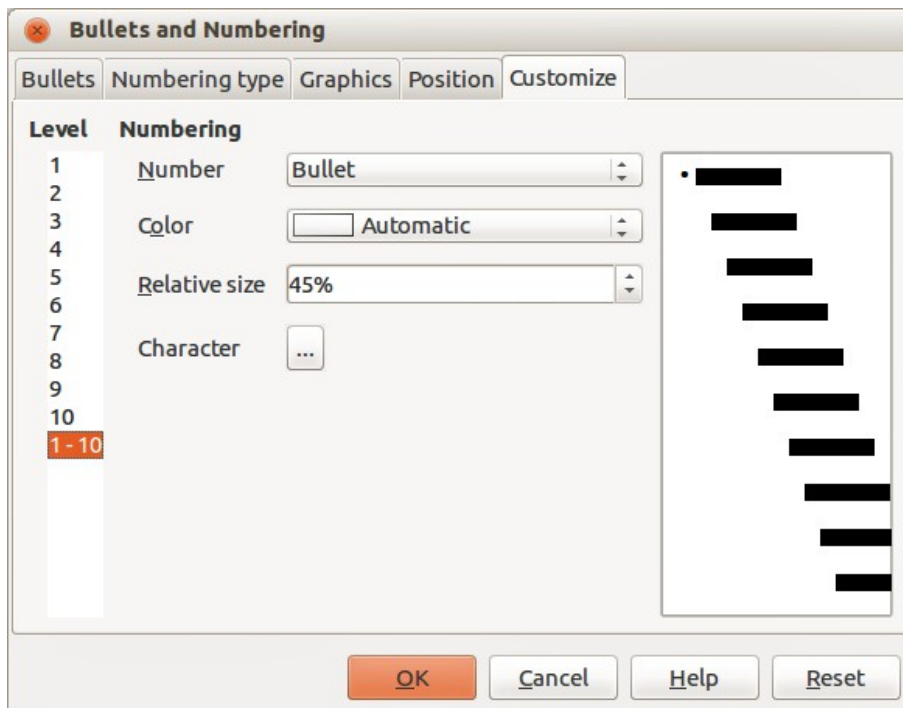 Bullets and Numbering
Bullets Numbering type Graphics Position Customize
Level Numbering
1
2
3
4
5
6
7
8
9
10
1 - 10
Number Bullet
Color Automatic
Relative size 45%
Character ...
OK Cancel Help Reset